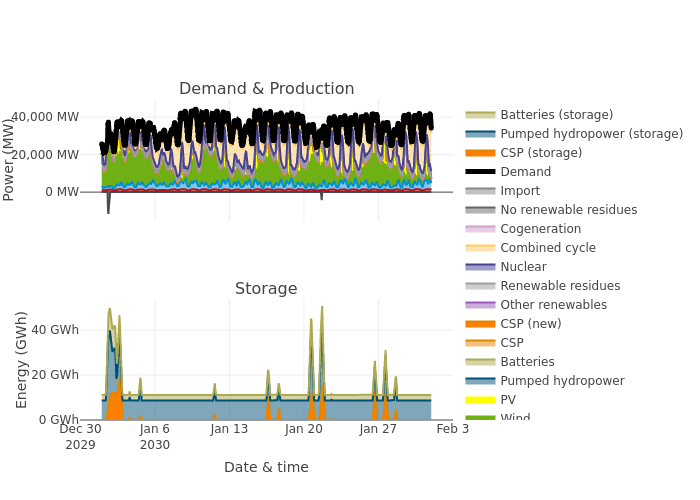 Demand & Production
40,000 MW
20,000 MW
0 MW
Power (MW)
Storage
40 GWh
20 GWh
0 GWh
Energy (GWh)
Dec 30
2029
Jan 6
2030
Jan 13
Jan 20
Jan 27
Feb 3
Date & time
Batteries (storage)
Pumped hydropower (storage)
CSP (storage)
Demand
Import
No renewable residues
Cogeneration
Combined cycle
Nuclear
Renewable residues
Other renewables
CSP (new)
CSP
Batteries
Pumped hydropower
PV
Wind